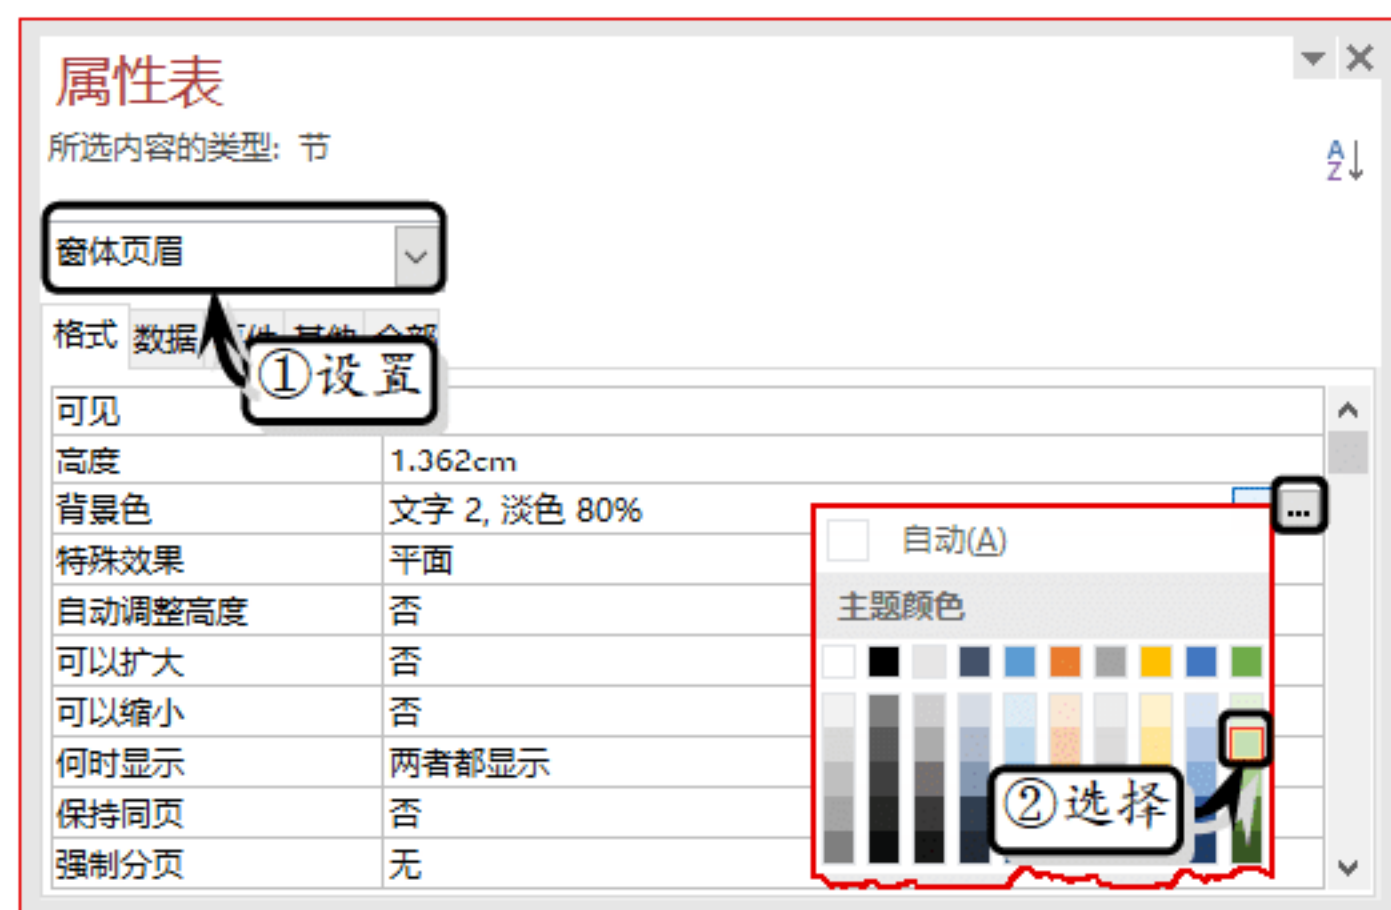 属性表
所选内容的类型: 节
A
Z
窗体页眉
格式 数据 其他 全部
①设置
可见
高度 1.362cm
背景色 文字 2, 淡色 80% ...
特殊效果 平面
自动(A)
自动调整高度 否
主题颜色
可以扩大 否
可以缩小 否
何时显示 两者都显示
②选择
保持同页 否
强制分页 无